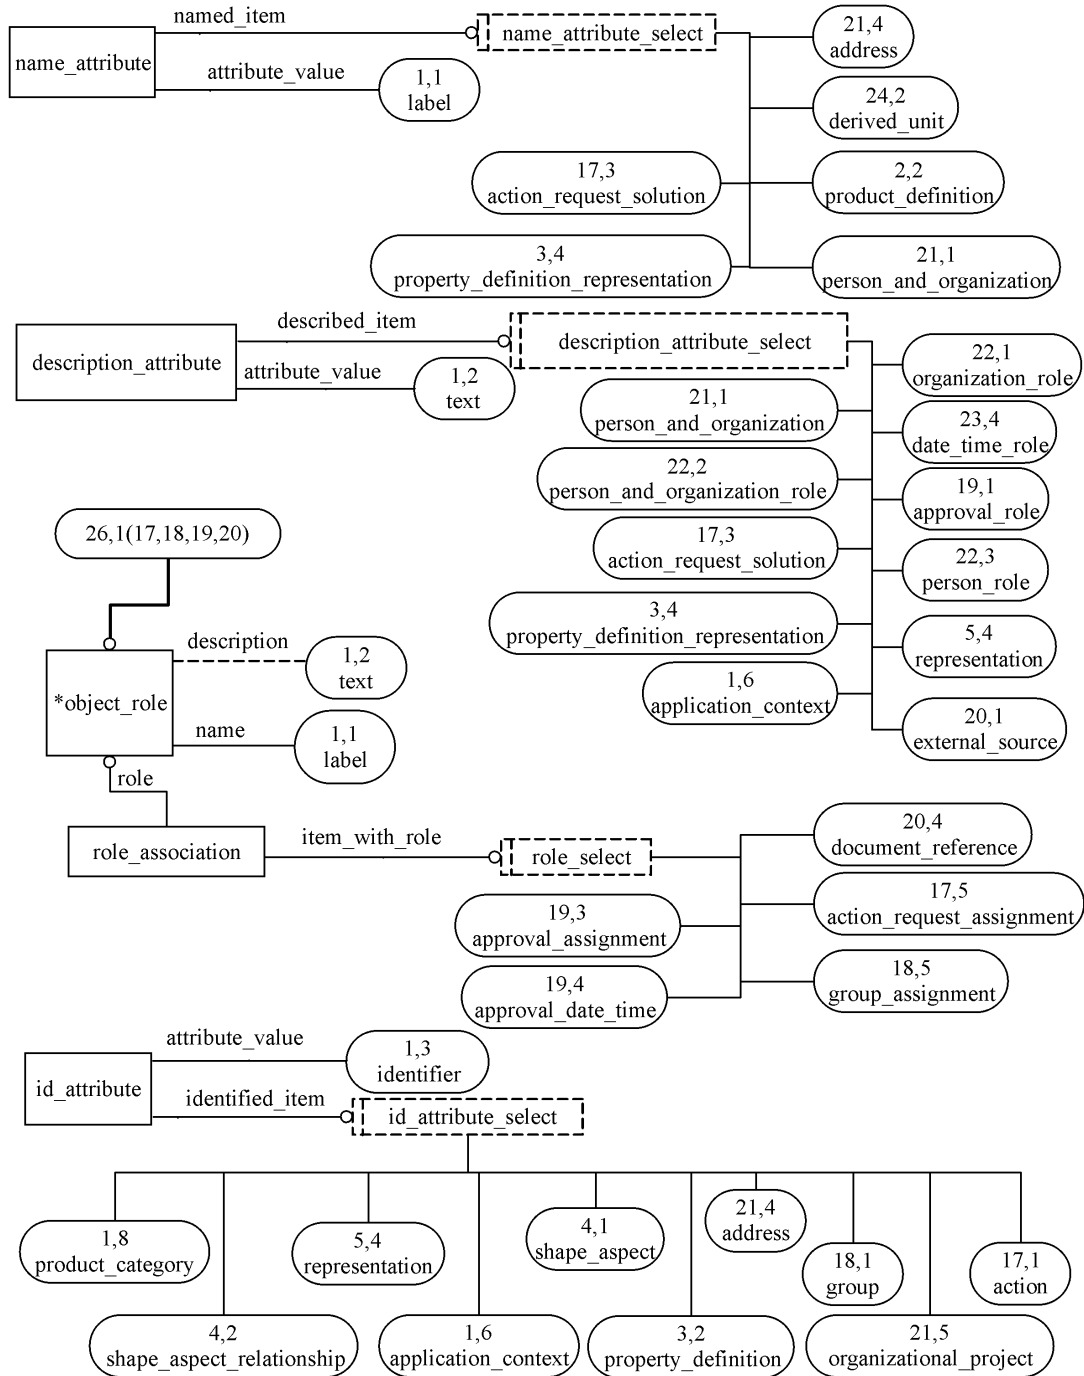 named_item
name_attribute
attribute_value
1,1
label
name_attribute_select
21,4
address
24,2
derived_unit
17,3
action_request_solution
2,2
product_definition
3,4
property_definition_representation
21,1
person_and_organization
described_item
description_attribute
attribute_value
1,2
text
description_attribute_select
22,1
organization_role
21,1
person_and_organization
23,4
date_time_role
22,2
person_and_organization_role
19,1
approval_role
17,3
action_request_solution
22,3
person_role
3,4
property_definition_representation
5,4
representation
1,6
application_context
20,1
external_source
26,1(17,18,19,20)
description
1,2
text
*object_role
name
1,1
label
role
role_association
item_with_role
role_select
20,4
document_reference
19,3
approval_assignment
17,5
action_request_assignment
19,4
approval_date_time
18,5
group_assignment
attribute_value
1,3
identifier
id_attribute
identified_item
id_attribute_select
1,8
product_category
5,4
representation
4,1
shape_aspect
21,4
address
18,1
group
17,1
action
4,2
shape_aspect_relationship
1,6
application_context
3,2
property_definition
21,5
organizational_project